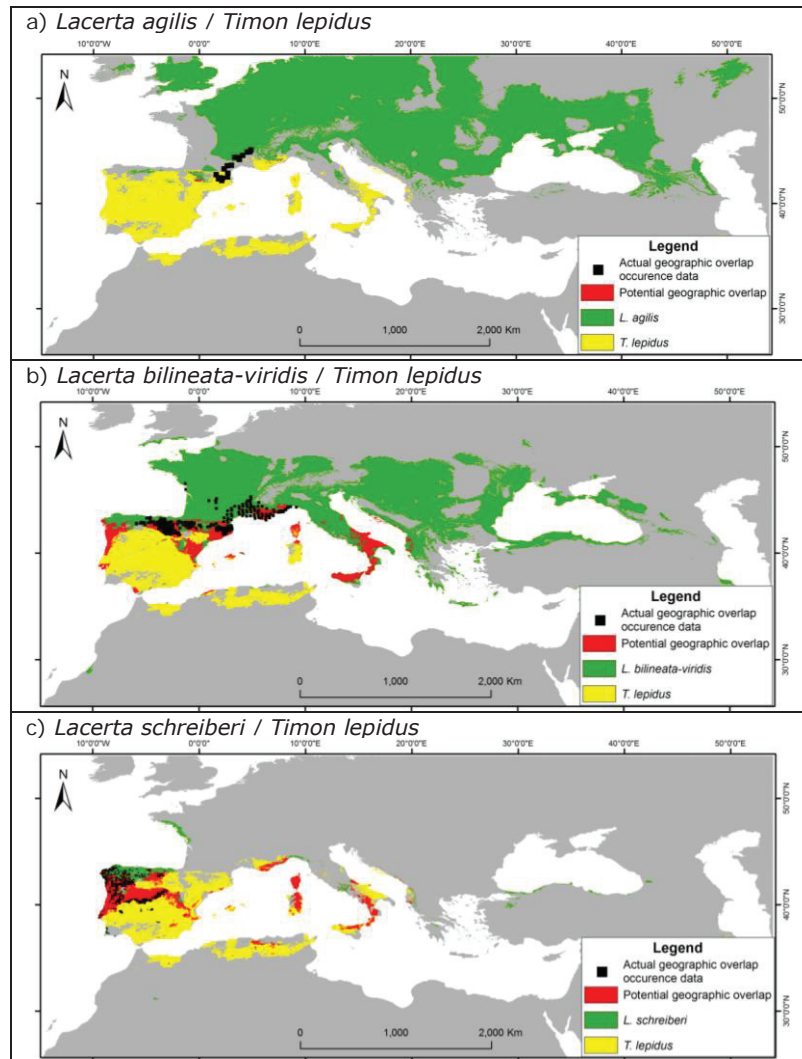 a) Lacerta agilis / Timon lepidus
10°0'0"W 0°0'0" 10°0'0"E 20°0'0"E 30°0'0"E 40°0'0"E 50°0'0"E
N
50°0'0"N
40°0'0"N
30°0'0"N
Legend
Actual geographic overlap
occurence data
Potential geographic overlap
L. agilis
T. lepidus
0 1,000 2,000 Km
b) Lacerta bilineata-viridis / Timon lepidus
10°0'0"W 0°0'0" 10°0'0"E 20°0'0"E 30°0'0"E 40°0'0"E 50°0'0"E
N
50°0'0"N
40°0'0"N
30°0'0"N
Legend
Actual geographic overlap
occurence data
Potential geographic overlap
L. bilineata-viridis
T. lepidus
0 1,000 2,000 Km
c) Lacerta schreiberi / Timon lepidus
10°0'0"W 0°0'0" 10°0'0"E 20°0'0"E 30°0'0"E 40°0'0"E 50°0'0"E
N
50°0'0"N
40°0'0"N
30°0'0"N
Legend
Actual geographic overlap
occurence data
Potential geographic overlap
L. schreiberi
T. lepidus
0 1,000 2,000 Km